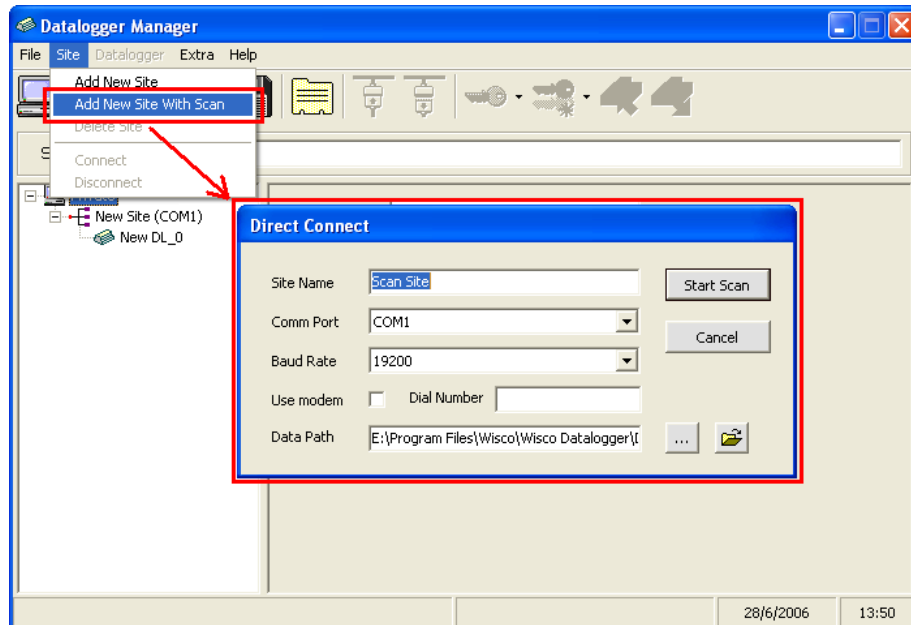 Datalogger Manager
File Site Datalogger Extra Help
Add New Site
Add New Site With Scan
Delete Site
Connect
Disconnect
New Site (COM1)
New DL_0
Direct Connect
Site Name Scan Site Start Scan
Comm Port COM1
Cancel
Baud Rate 19200
Use modem Dial Number
Data Path E:\Program Files\Wisco\Wisco Datalogger\ ...
28/6/2006 13:50